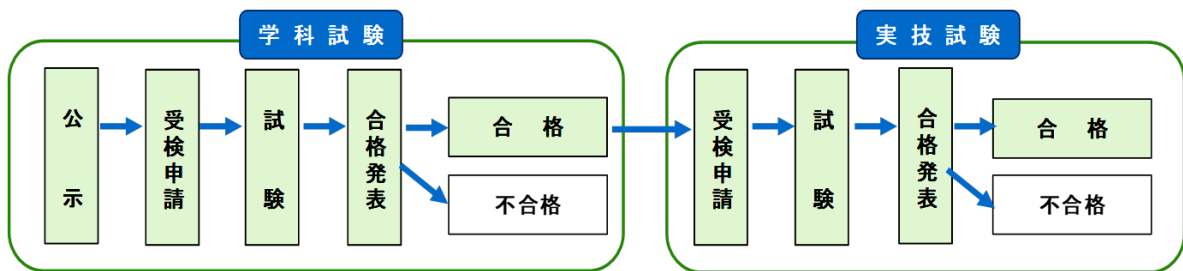 学科試験
公示
受検申請
試験
合格発表
合格
不合格
実技試験
受検申請
試験
合格発表
合格
不合格